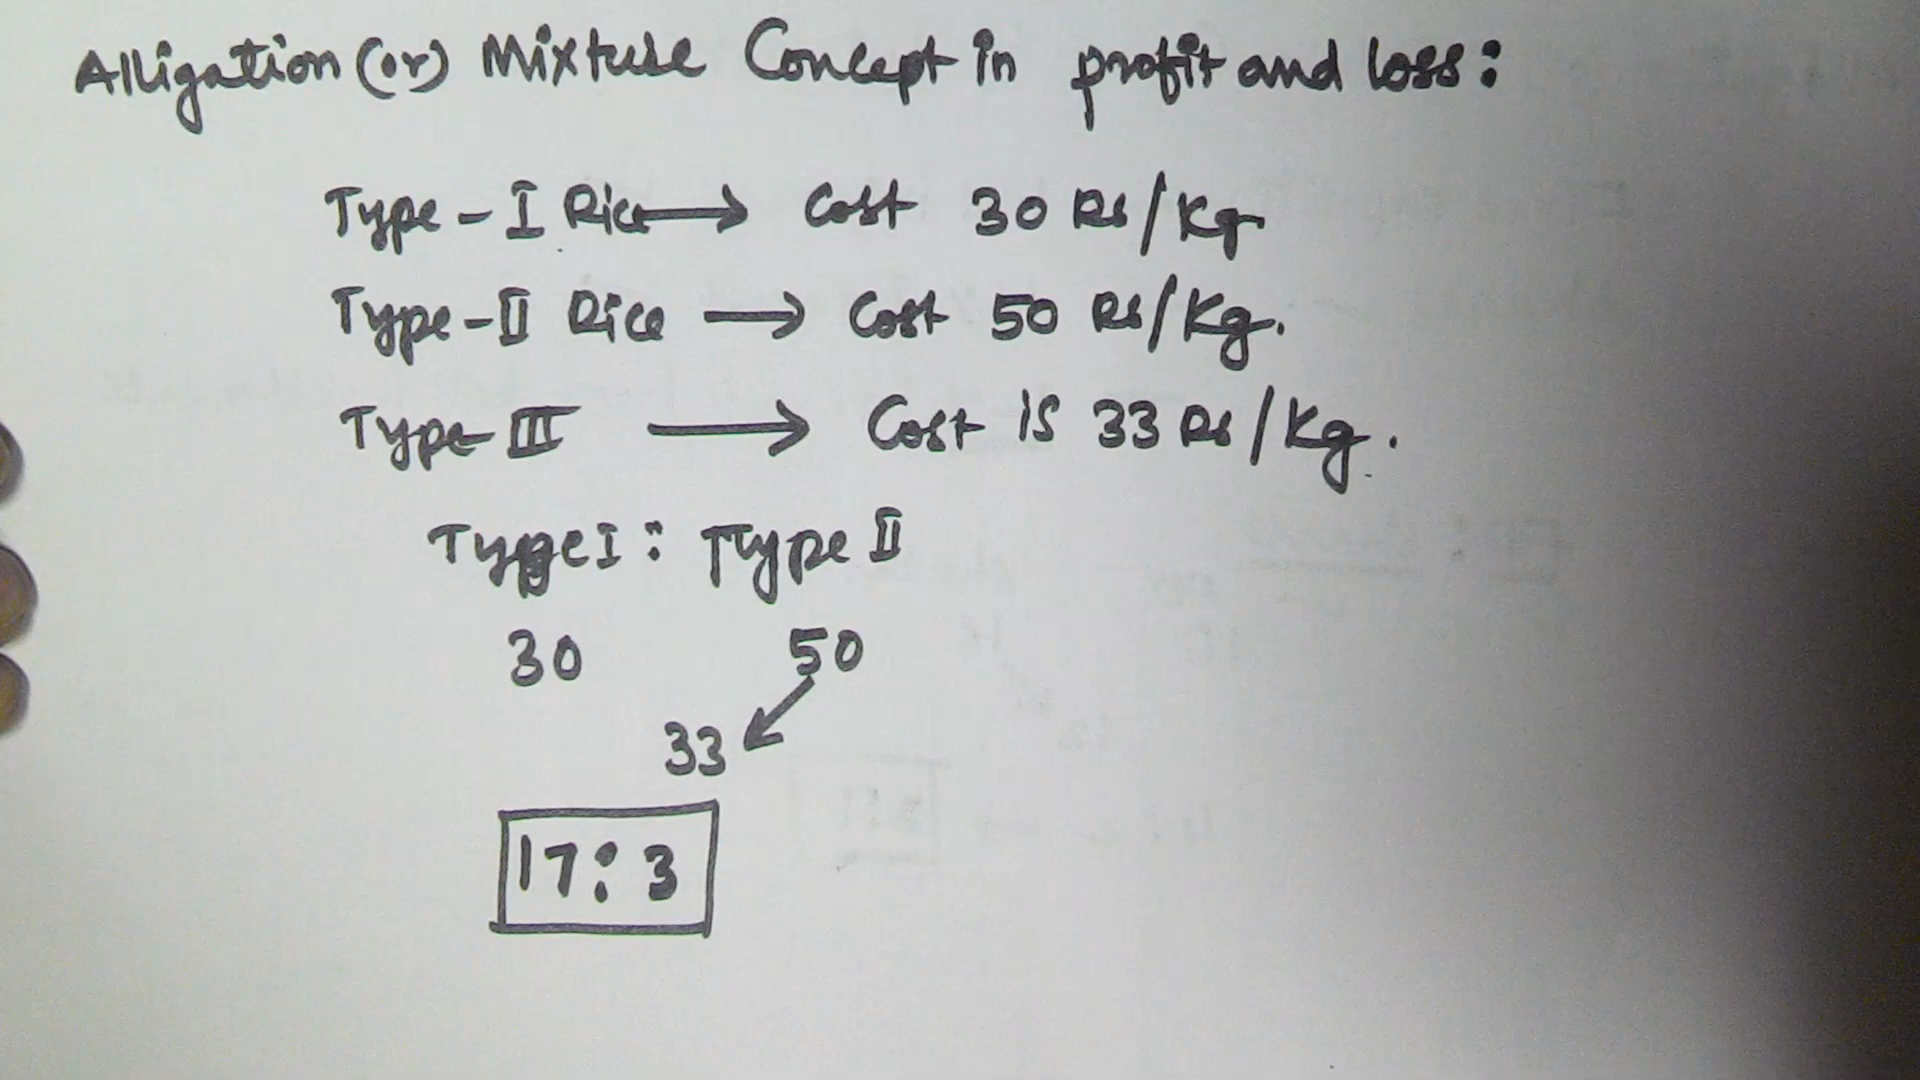 Alligation (or) Mixture Concept in profit and loss:
Type - I Rice → Cost 30 Rs/Kg
Type - II Rice → Cost 50 Rs/Kg.
Type III → Cost is 33 Rs/Kg.
Type I : Type II
30 50
33
17:3